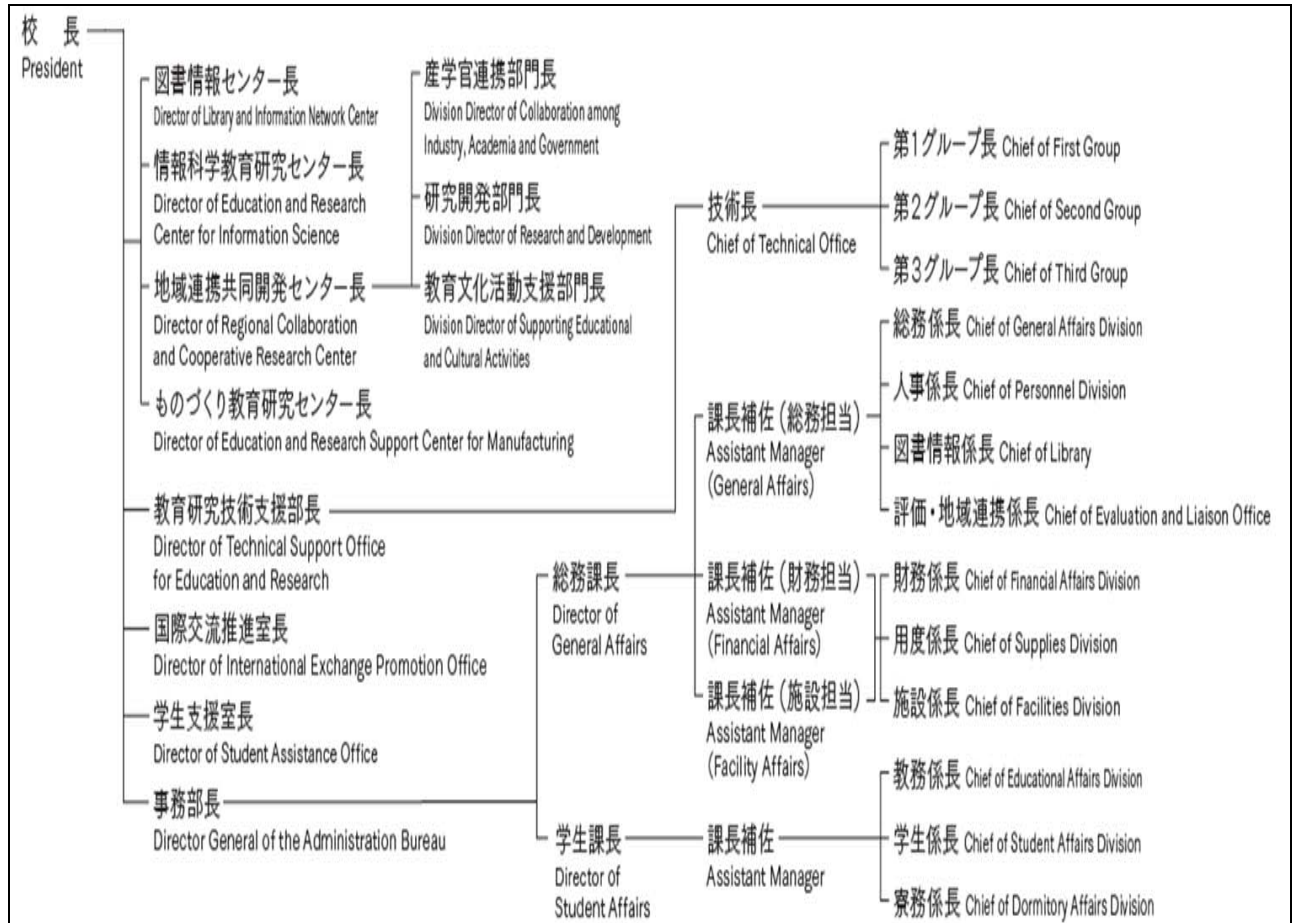 校　長
President
図書情報センター長
Director of Library and Information Network Center
情報科学教育研究センター長
Director of Education and Research
Center for Information Science
地域連携共同開発センター長
Director of Regional Collaboration
and Cooperative Research Center
ものづくり教育研究センター長
Director of Education and Research Support Center for Manufacturing
産学官連携部門長
Division Director of Collaboration among
Industry, Academia and Government
研究開発部門長
Division Director of Research and Development
教育文化活動支援部門長
Division Director of Supporting Educational
and Cultural Activities
教育研究技術支援部長
Director of Technical Support Office
for Education and Research
技術長
Chief of Technical Office
第1グループ長 Chief of First Group
第2グループ長 Chief of Second Group
第3グループ長 Chief of Third Group
国際交流推進室長
Director of International Exchange Promotion Office
学生支援室長
Director of Student Assistance Office
事務部長
Director General of the Administration Bureau
総務課長
Director of
General Affairs
課長補佐（総務担当）
Assistant Manager
(General Affairs)
総務係長 Chief of General Affairs Division
人事係長 Chief of Personnel Division
図書情報係長 Chief of Library
評価・地域連携係長 Chief of Evaluation and Liaison Office
課長補佐（財務担当）
Assistant Manager
(Financial Affairs)
課長補佐（施設担当）
Assistant Manager
(Facility Affairs)
財務係長 Chief of Financial Affairs Division
用度係長 Chief of Supplies Division
施設係長 Chief of Facilities Division
学生課長
Director of
Student Affairs
課長補佐
Assistant Manager
教務係長 Chief of Educational Affairs Division
学生係長 Chief of Student Affairs Division
寮務係長 Chief of Dormitory Affairs Division